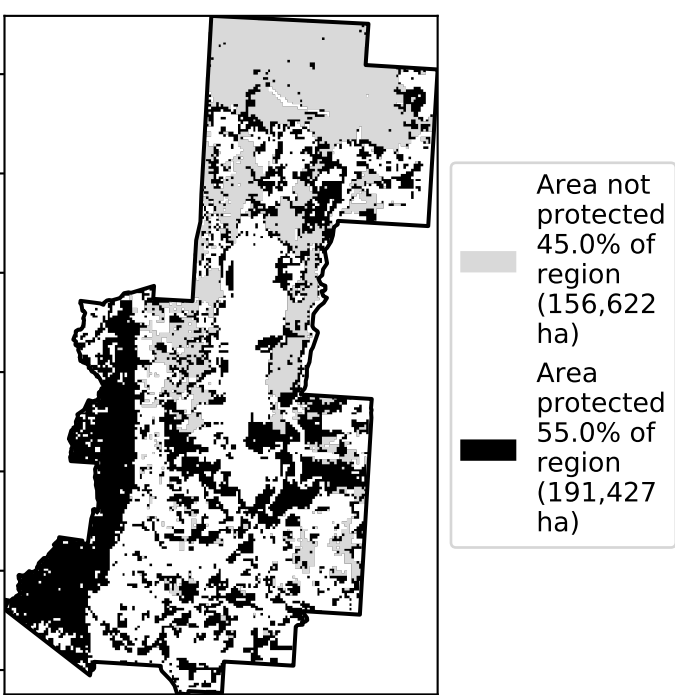 Area not
protected
45.0% of
region
(156,622
ha)
Area
protected
55.0% of
region
(191,427
ha)